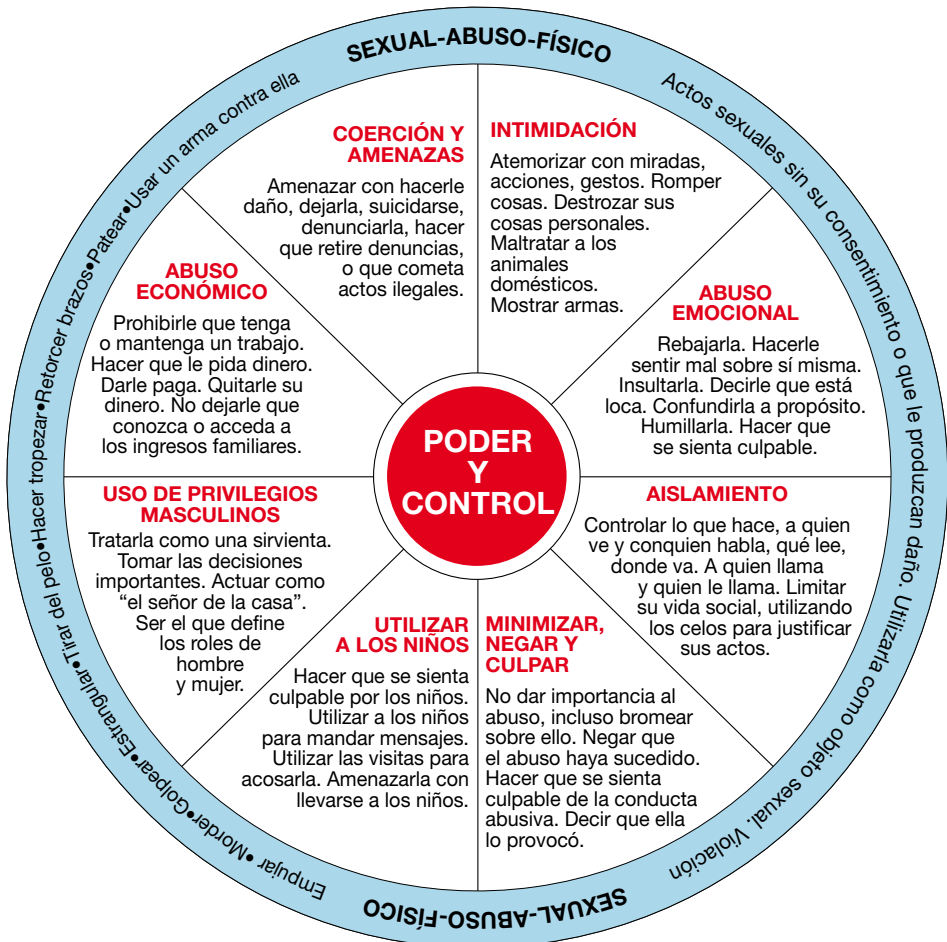 SEXUAL-ABUSO-FÍSICO
Actos sexuales sin su consentimiento o que le produzcan daño. Utilizarla como objeto sexual. Violación
SEXUAL-ABUSO-FÍSICO
Empujar • Morder•Golpear•Estrangular•Tirar del pelo•Hacer tropezar•Retorcer brazos•Patear•Usar un arma contra ella
COERCIÓN Y
AMENAZAS
Amenazar con hacerle
daño, dejarla, suicidarse,
denunciarla, hacer
que retire denuncias,
o que cometa
actos ilegales.
INTIMIDACIÓN
Atemorizar con miradas,
acciones, gestos. Romper
cosas. Destrozar sus
cosas personales.
Maltratar a los
animales
domésticos.
Mostrar armas.
ABUSO
EMOCIONAL
Rebajarla. Hacerle
sentir mal sobre sí misma.
Insultarla. Decirle que está
loca. Confundirla a propósito.
Humillarla. Hacer que
se sienta culpable.
AISLAMIENTO
Controlar lo que hace, a quien
ve y conquien habla, qué lee,
donde va. A quien llama
y quien le llama. Limitar
su vida social, utilizando
los celos para justificar
sus actos.
MINIMIZAR,
NEGAR Y
CULPAR
No dar importancia al
abuso, incluso bromear
sobre ello. Negar que
el abuso haya sucedido.
Hacer que se sienta
culpable de la conducta
abusiva. Decir que ella
lo provocó.
UTILIZAR
A LOS NIÑOS
Hacer que se sienta
culpable por los niños.
Utilizar a los niños
para mandar mensajes.
Utilizar las visitas para
acosarla. Amenazarla con
llevarse a los niños.
USO DE PRIVILEGIOS
MASCULINOS
Tratarla como una sirvienta.
Tomar las decisiones
importantes. Actuar como
“el señor de la casa”.
Ser el que define
los roles de
hombre
y mujer.
ABUSO
ECONÓMICO
Prohibirle que tenga
o mantenga un trabajo.
Hacer que le pida dinero.
Darle paga. Quitarle su
dinero. No dejarle que
conozca o acceda a
los ingresos familiares.
PODER
Y
CONTROL